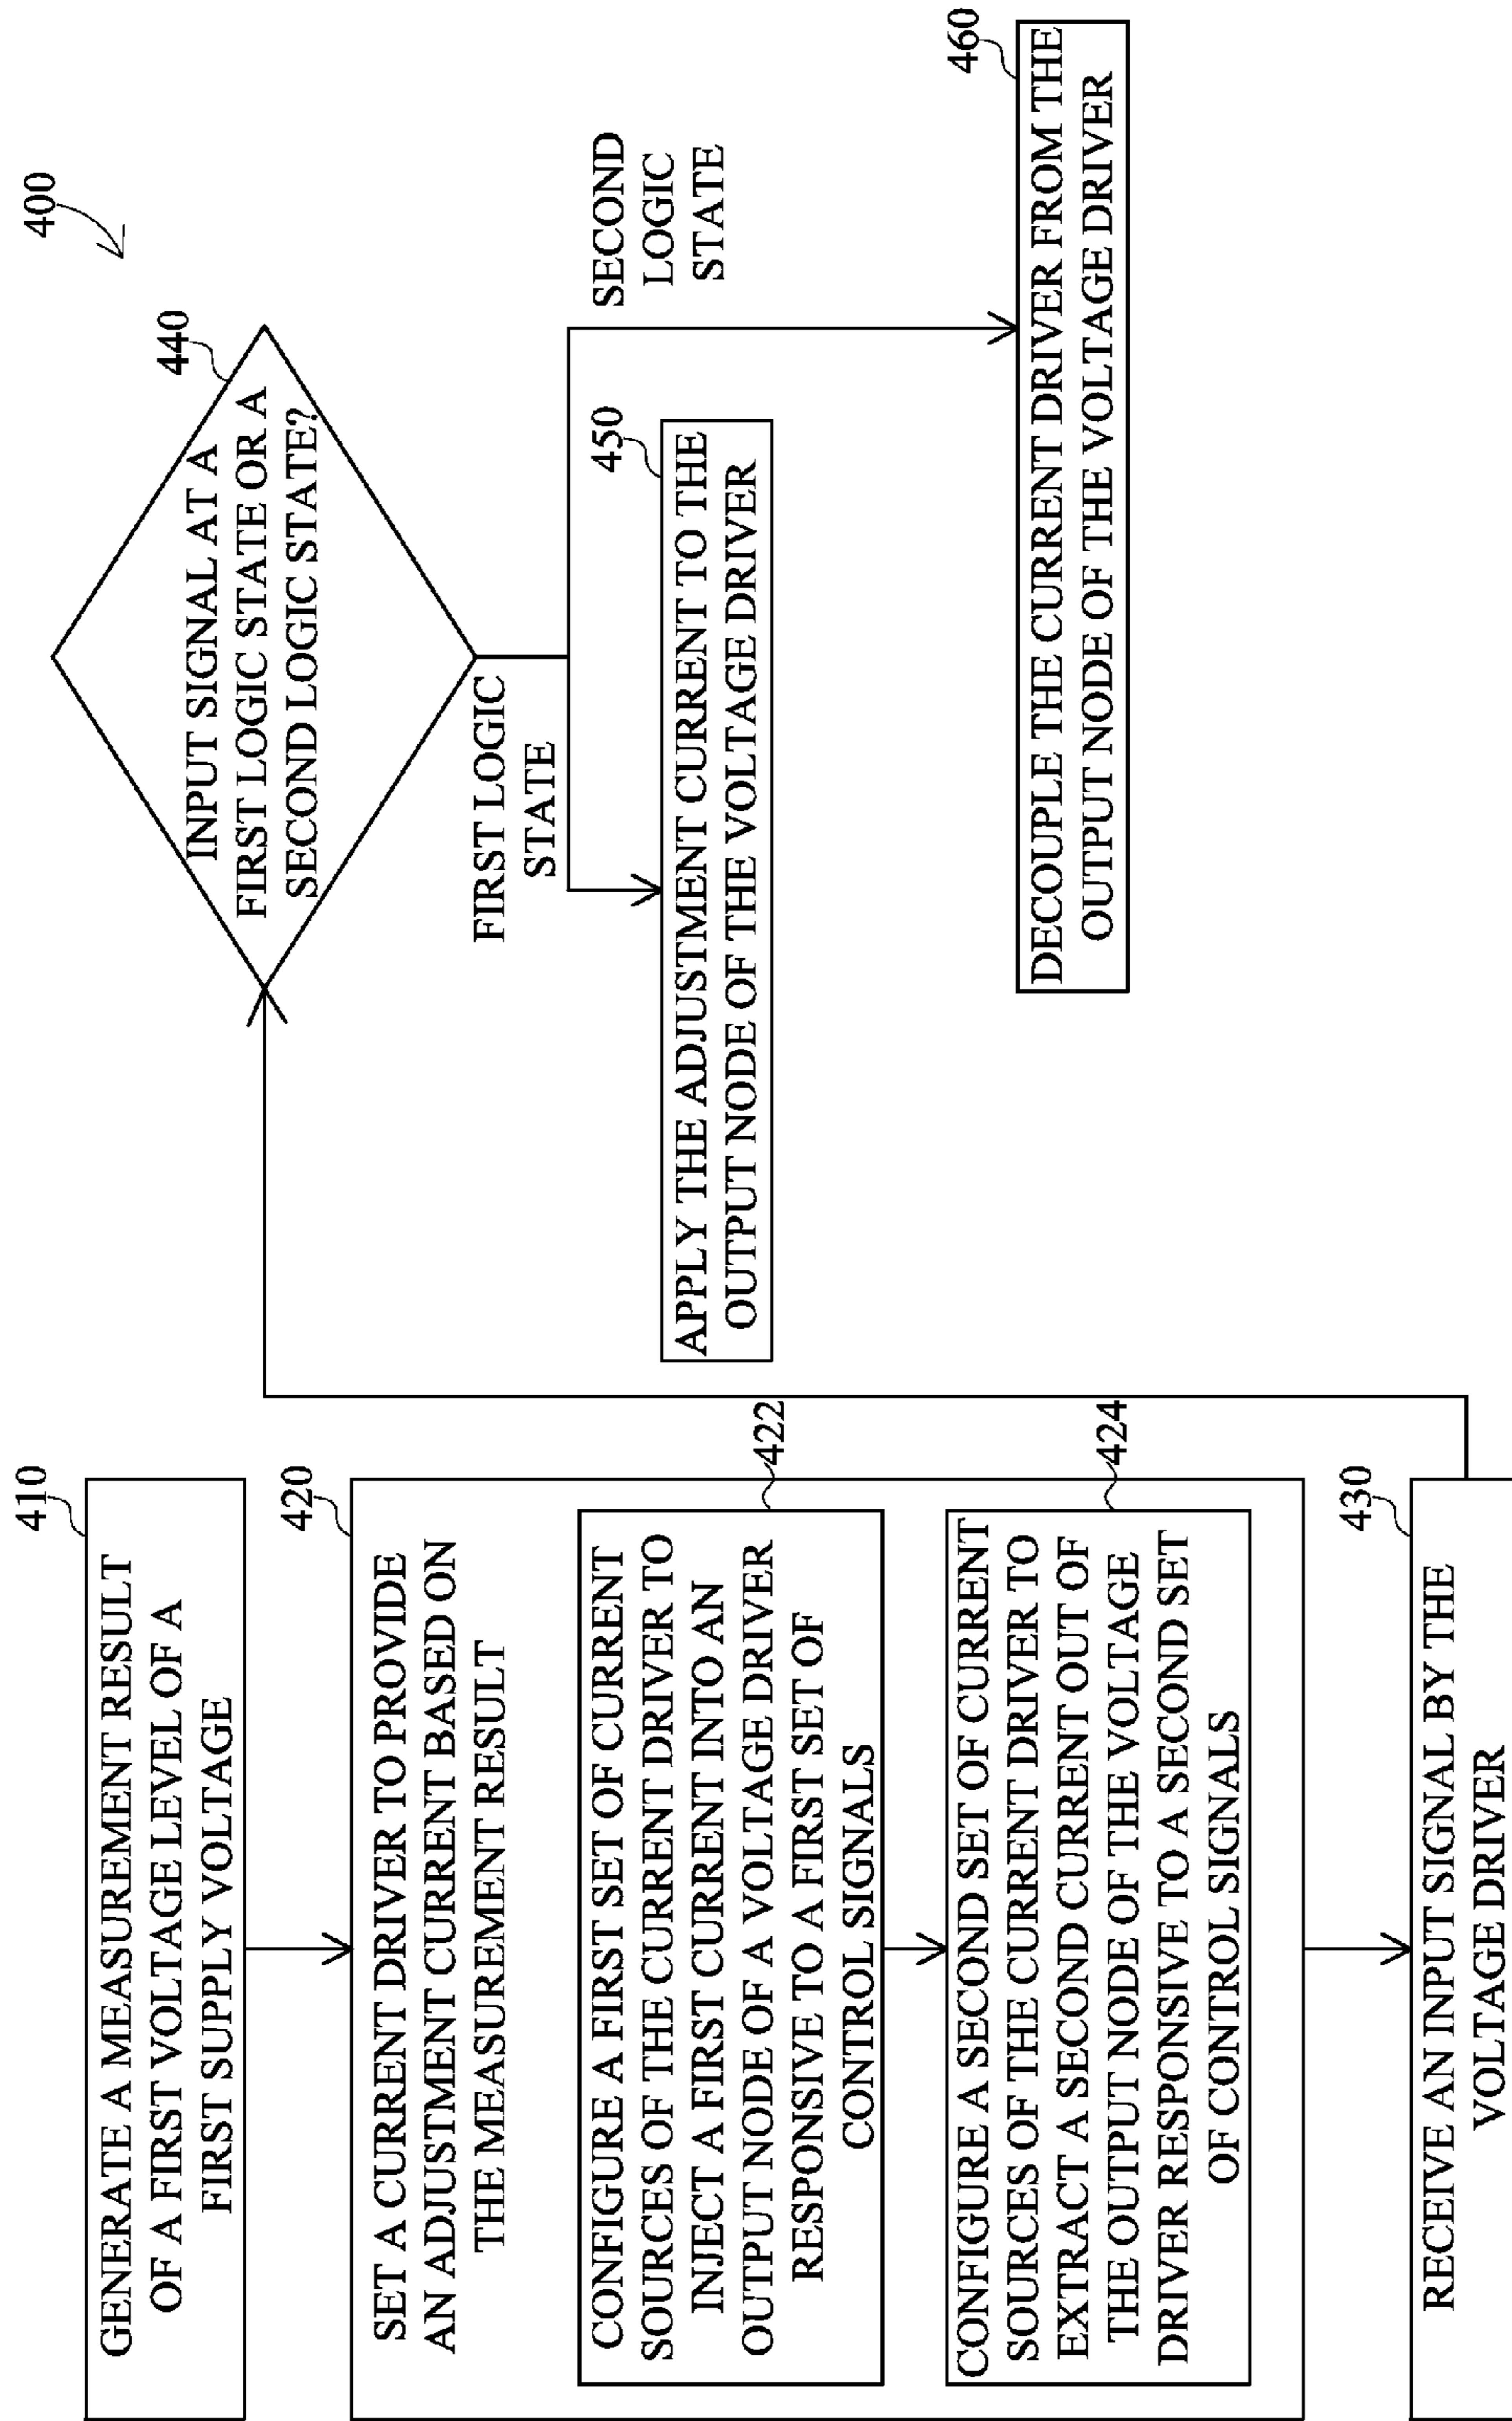 400
410
GENERATE A MEASUREMENT RESULT
OF A FIRST VOLTAGE LEVEL OF A
FIRST SUPPLY VOLTAGE
420
SET A CURRENT DRIVER TO PROVIDE
AN ADJUSTMENT CURRENT BASED ON
THE MEASUREMENT RESULT
422
CONFIGURE A FIRST SET OF CURRENT
SOURCES OF THE CURRENT DRIVER TO
INJECT A FIRST CURRENT INTO AN
OUTPUT NODE OF A VOLTAGE DRIVER
RESPONSIVE TO A FIRST SET OF
CONTROL SIGNALS
424
CONFIGURE A SECOND SET OF CURRENT
SOURCES OF THE CURRENT DRIVER TO
EXTRACT A SECOND CURRENT OUT OF
THE OUTPUT NODE OF THE VOLTAGE
DRIVER RESPONSIVE TO A SECOND SET
OF CONTROL SIGNALS
430
RECEIVE AN INPUT SIGNAL BY THE
VOLTAGE DRIVER
440
INPUT SIGNAL AT A
FIRST LOGIC STATE OR A
SECOND LOGIC STATE?
FIRST LOGIC
STATE
SECOND
LOGIC
STATE
450
APPLY THE ADJUSTMENT CURRENT TO THE
OUTPUT NODE OF THE VOLTAGE DRIVER
460
DECOUPLE THE CURRENT DRIVER FROM THE
OUTPUT NODE OF THE VOLTAGE DRIVER